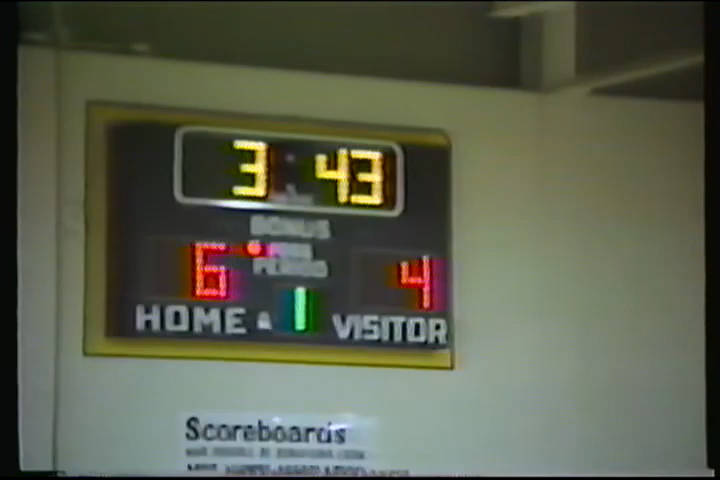 3:43
BONUS
6 PERIOD 4
HOME 1 VISITOR
Scoreboards